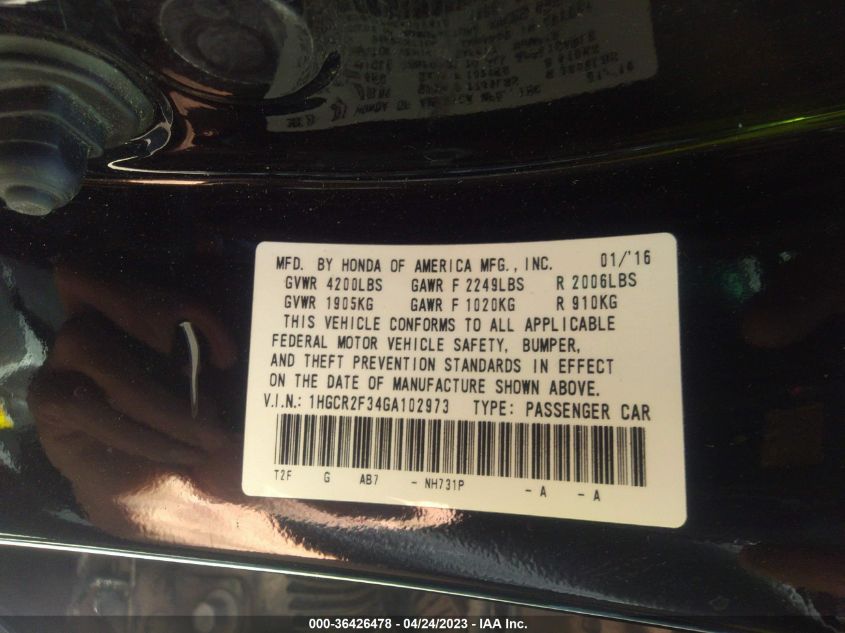 MFD. BY HONDA OF AMERICA MFG., INC. 01/'16
GVWR 4200LBS GAWR F 2249LBS R 2006LBS
GVWR 1905KG GAWR F 1020KG R 910KG
THIS VEHICLE CONFORMS TO ALL APPLICABLE
FEDERAL MOTOR VEHICLE SAFETY, BUMPER,
AND THEFT PREVENTION STANDARDS IN EFFECT
ON THE DATE OF MANUFACTURE SHOWN ABOVE.
V.I.N.: 1HGCR2F34GA102973 TYPE: PASSENGER CAR
T2F G AB7 - NH731P - A - A
000-36426478 - 04/24/2023 - IAA Inc.